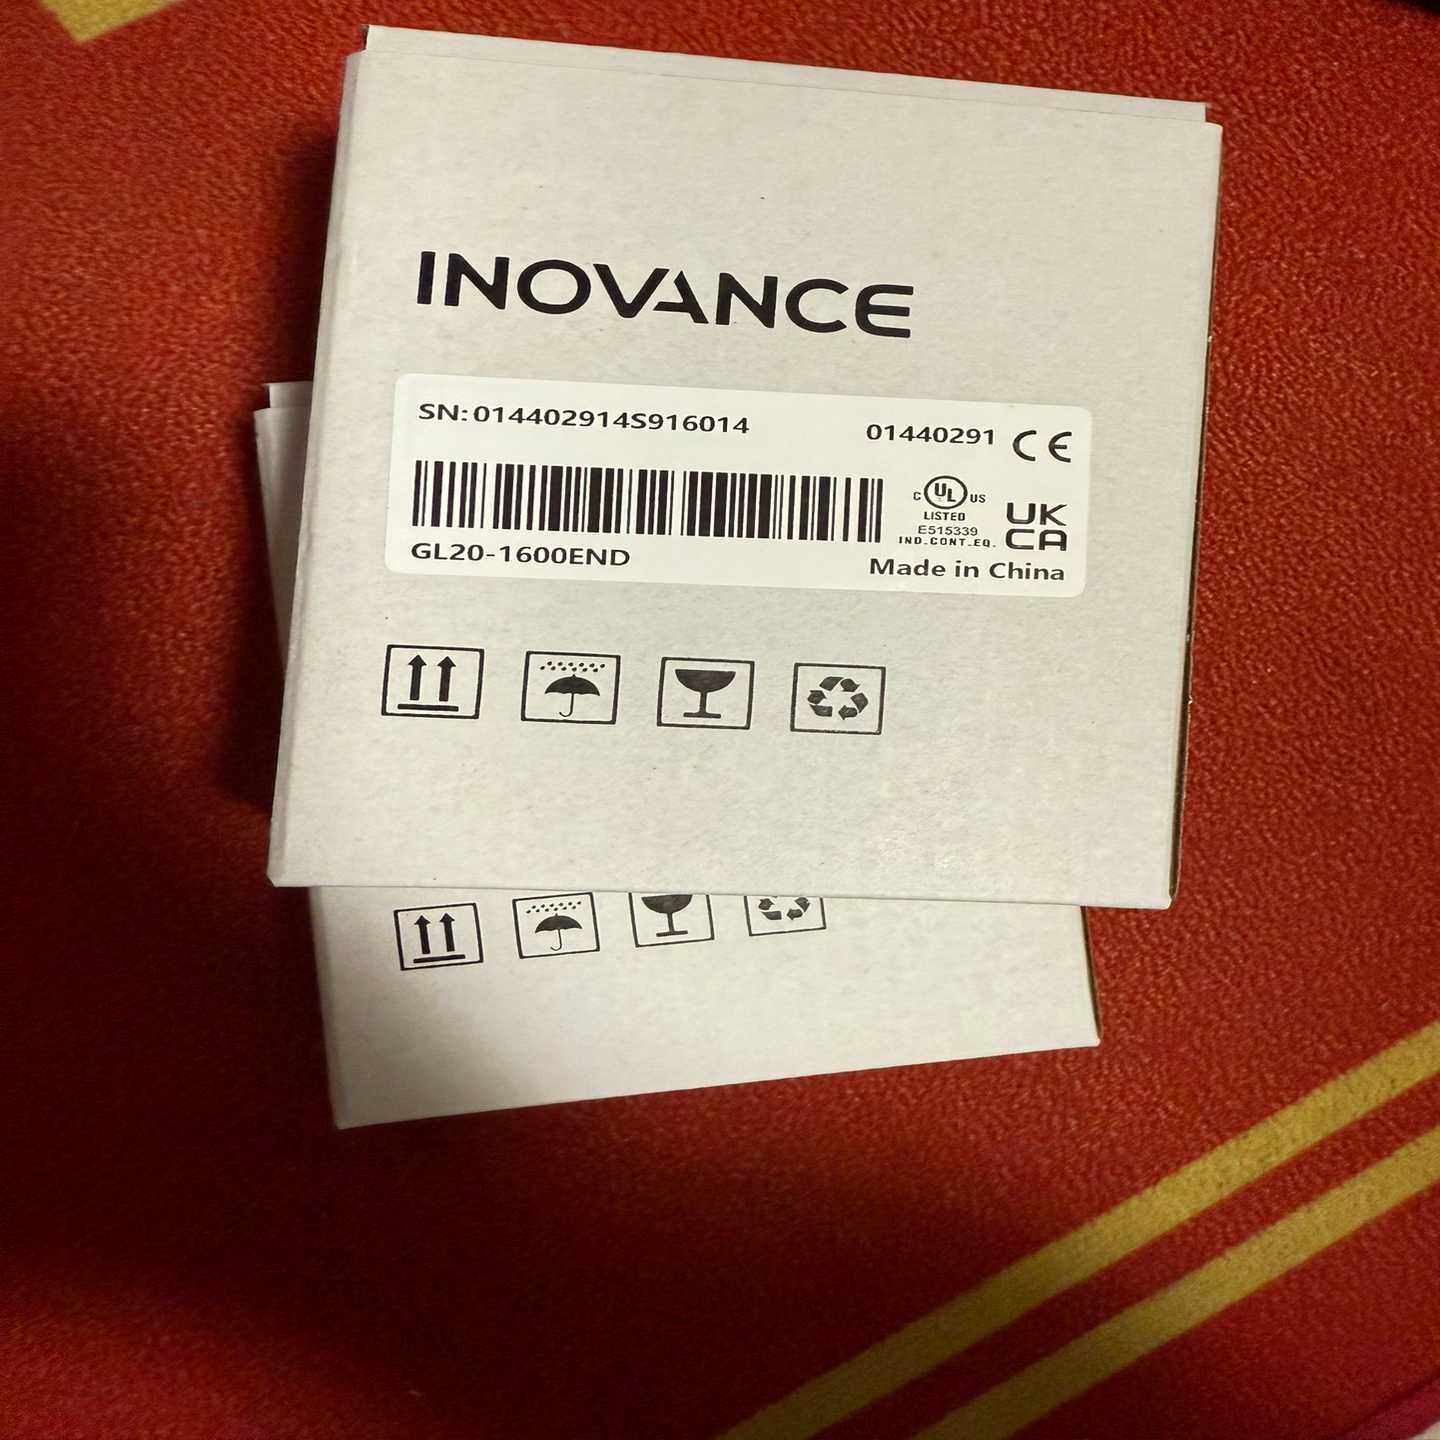 INOVANCE
SN:014402914S916014
01440291 CE
C UL US
LISTED
E515339
IND.CONT.EQ.
UK
CA
GL20-1600END
Made in China